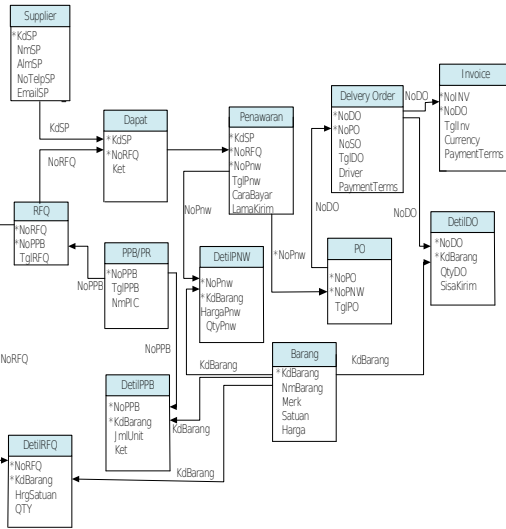 Supplier
*KdSP
NmSP
AlmSP
NoTelpSP
EmailSP
KdSP
NoRFQ
Dapat
*KdSP
*NoRFQ
Ket
Penawaran
*KdSP
*NoRFQ
*NoPnw
TglPnw
CaraBayar
LamaKirim
Delvery Order
*NoDO
*NoPO
NoSO
TglDO
Driver
PaymentTerms
NoDO
Invoice
*NoINV
*NoDO
TglInv
Currency
PaymentTerms
RFQ
*NoRFQ
*NoPPB
TglRFQ
NoPPB
PPB/PR
*NoPPB
TglPPB
NmPIC
NoPnw
DetilPNW
*NoPnw
*KdBarang
HargaPnw
QtyPnw
*NoPnw
NoDO
PO
*NoPO
*NoPNW
TglPO
NoDO
DetilDO
*NoDO
*KdBarang
QtyDO
SisaKirim
NoRFQ
NoPPB
KdBarang
Barang
*KdBarang
NmBarang
Merk
Satuan
Harga
KdBarang
DetilPPB
*NoPPB
*KdBarang
JmlUnit
Ket
KdBarang
DetilRFQ
*NoRFQ
*KdBarang
HrgSatuan
QTY
KdBarang